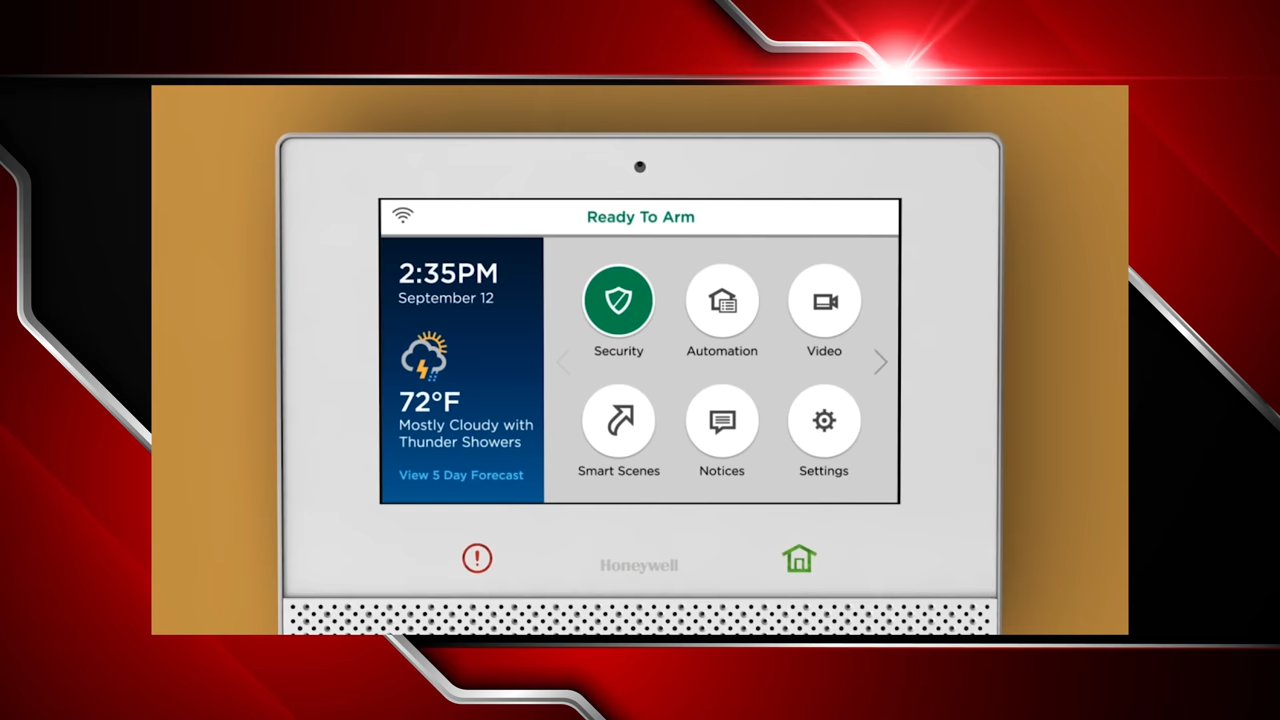 Ready To Arm
2:35PM
September 12
72°F
Mostly Cloudy with
Thunder Showers
View 5 Day Forecast
Security
Automation
Video
Smart Scenes
Notices
Settings
Honeywell